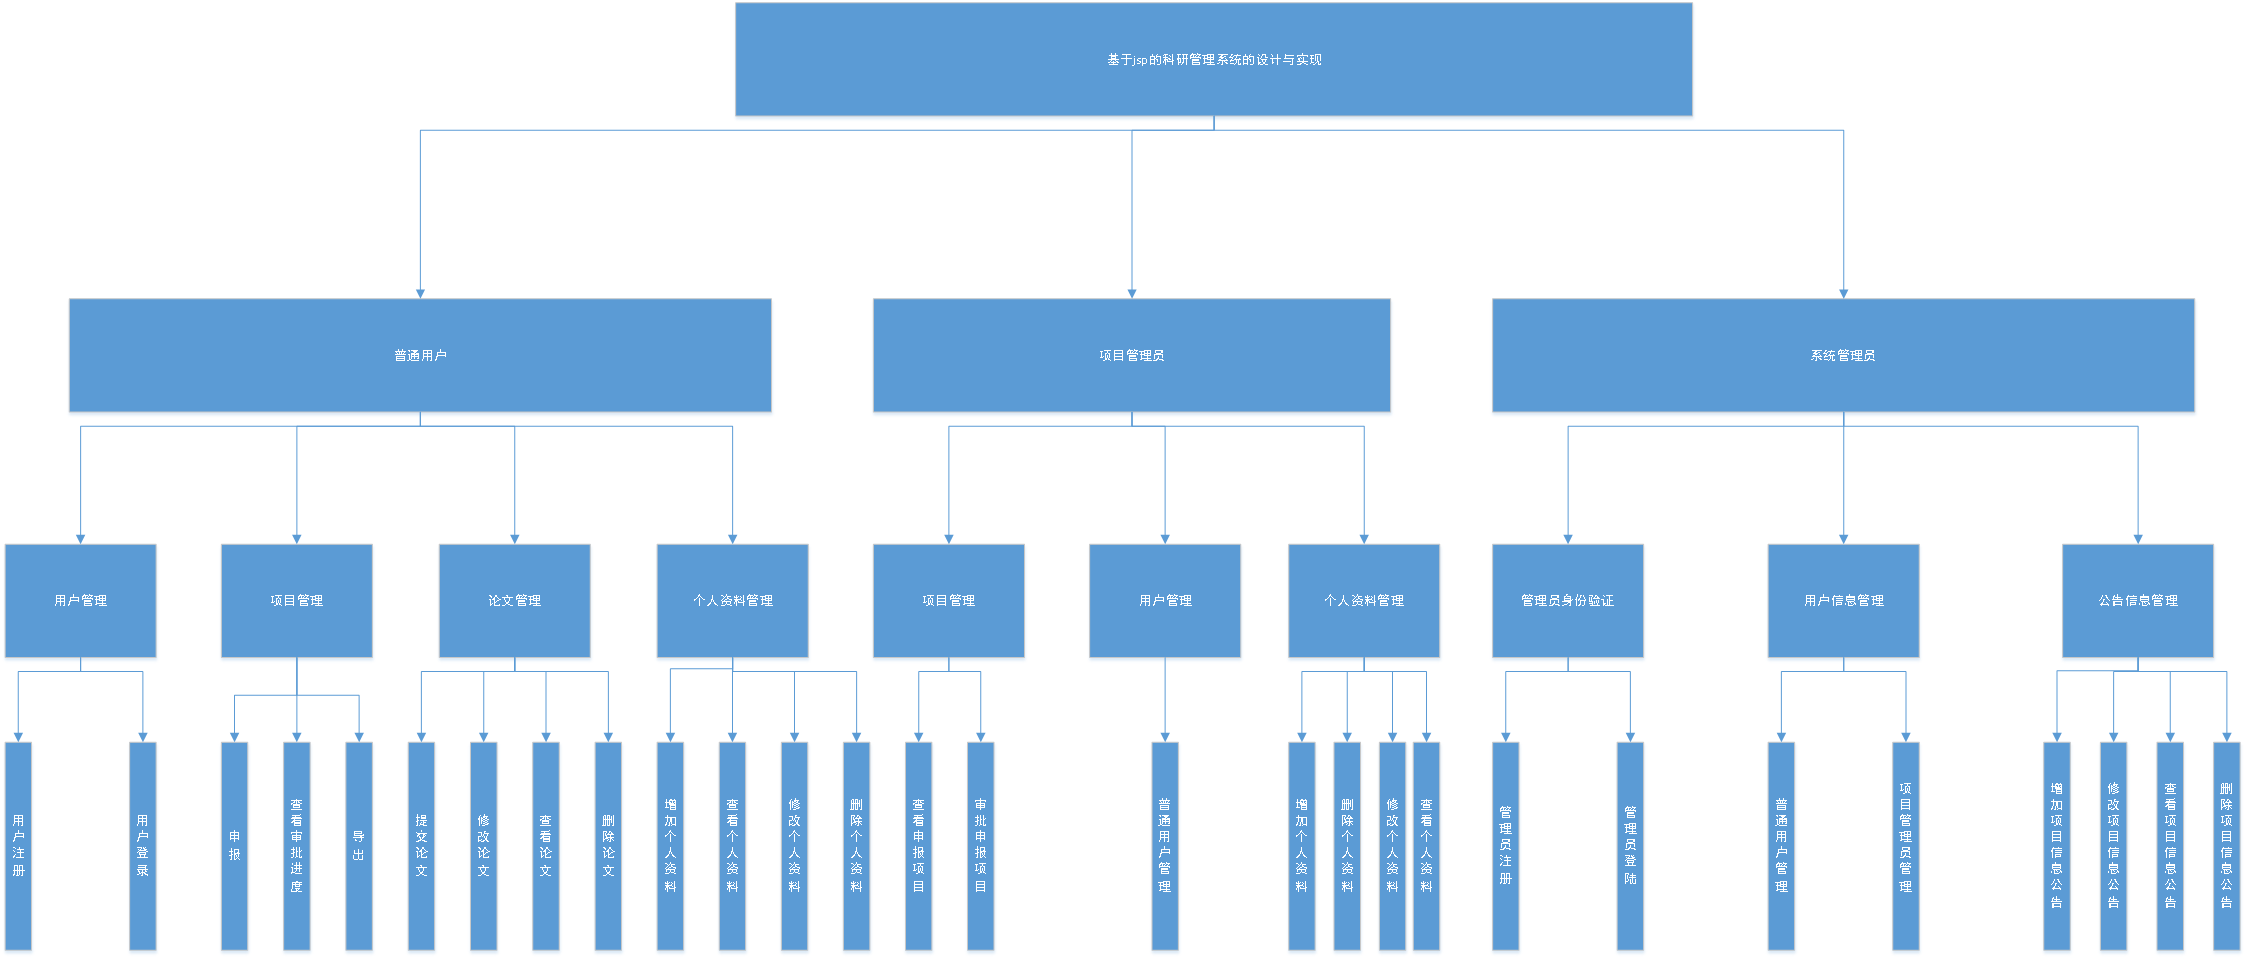 基于jsp的科研管理系统的设计与实现
普通用户
项目管理员
系统管理员
用户管理
项目管理
论文管理
个人资料管理
项目管理
用户管理
个人资料管理
管理员身份验证
用户信息管理
公告信息管理
用户注册
用户登录
申报
查看审批进度
导出
提交论文
修改论文
查看论文
删除论文
增加个人资料
查看个人资料
修改个人资料
删除个人资料
查看申报项目
审批申报项目
普通用户管理
增加个人资料
删除个人资料
修改个人资料
查看个人资料
管理员注册
管理员登陆
普通用户管理
项目管理员管理
增加项目信息公告
修改项目信息公告
查看项目信息公告
删除项目信息公告